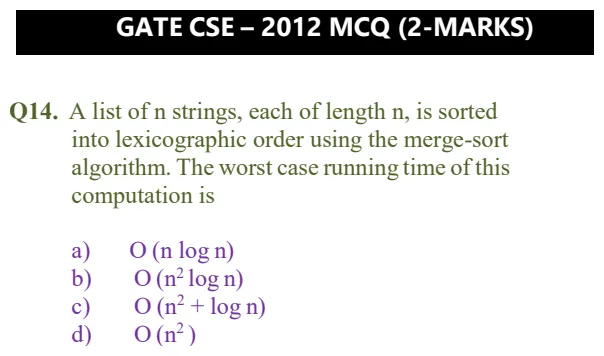 GATE CSE – 2012 MCQ (2-MARKS)
Q14. A list of n strings, each of length n, is sorted
into lexicographic order using the merge-sort
algorithm. The worst case running time of this
computation is
a) O (n log n)
b) O (n² log n)
c) O (n² + log n)
d) O (n² )